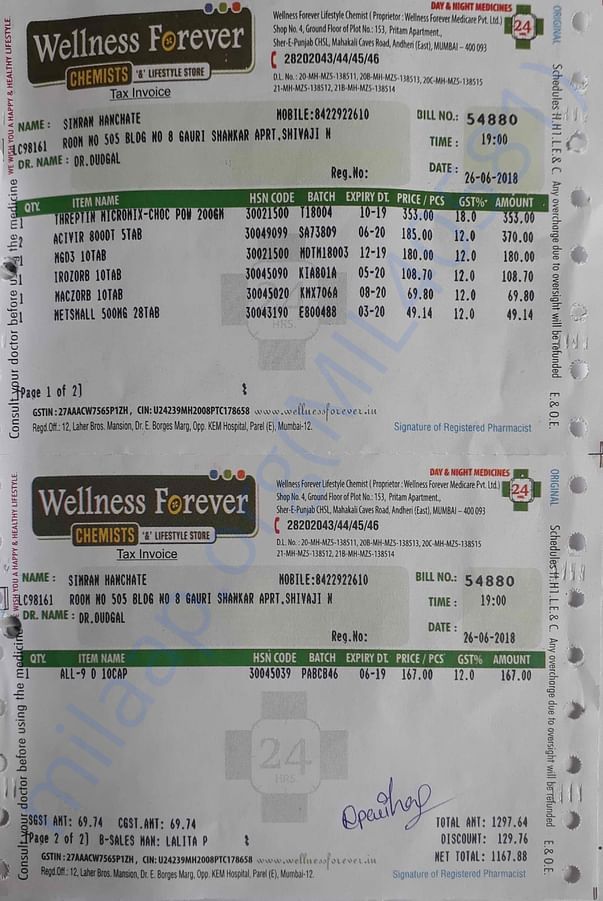 DAY & NIGHT MEDICINES
24
ORIGINAL
Wellness Forever
CHEMISTS '&' LIFESTYLE STORE
Tax Invoice
Wellness Forever Lifestyle Chemist ( Proprietor : Wellness Forever Medicare Pvt. Ltd.)
Shop No. 4, Ground Floor of Plot No.: 153, Pritam Apartment.,
Sher-E-Punjab CHSL, Mahakali Caves Road, Andheri (East), MUMBAI – 400 093
28202043/44/45/46
D.L. No. : 20-MH-MZ5-138511, 20B-MH-MZ5-138513, 20C-MH-MZ5-138515
21-MH-MZ5-138512, 21B-MH-MZ5-138514
WE WISH YOU A HAPPY & HEALTHY LIFESTYLE
NAME : SIMRAN HANCHATE MOBILE:8422922610 BILL NO.: 54880
LC98161 ROOM NO 505 BLDG NO 8 GAURI SHANKAR APRT,SHIVAJI N TIME : 19:00
DR. NAME : DR.DUDGAL Reg.No: DATE : 26-06-2018
QTY. ITEM NAME HSN CODE BATCH EXPIRY DT. PRICE / PCS GST% AMOUNT
1 THREPTIN MICROMIX-CHOC POW 200GM 30021500 T18004 10-19 353.00 18.0 353.00
2 ACIVIR 800DT 5TAB 30049099 SA73809 06-20 185.00 12.0 370.00
1 MGD3 10TAB 30021500 MDTM18003 12-19 180.00 12.0 180.00
1 IROZORB 10TAB 30045090 KIA801A 05-20 108.70 12.0 108.70
1 MACZORB 10TAB 30045020 KMX706A 08-20 69.80 12.0 69.80
1 METSMALL 500MG 28TAB 30043190 E800488 03-20 49.14 12.0 49.14
HRS.
[Page 1 of 2]
GSTIN : 27AAACW7565P1ZH , CIN: U24239MH2008PTC178658 www.wellnessforever.in
Regd.Off.: 12, Laher Bros. Mansion, Dr. E. Borges Marg, Opp. KEM Hospital, Parel (E), Mumbai-12.
Signature of Registered Pharmacist
Consult your doctor before using the medicine
Schedules H.H1 L.E & C Any overcharge due to oversight will be refunded E.& O.E.
DAY & NIGHT MEDICINES
24
ORIGINAL
Wellness Forever
CHEMISTS '&' LIFESTYLE STORE
Tax Invoice
Wellness Forever Lifestyle Chemist ( Proprietor : Wellness Forever Medicare Pvt. Ltd.)
Shop No. 4, Ground Floor of Plot No.: 153, Pritam Apartment.,
Sher-E-Punjab CHSL, Mahakali Caves Road, Andheri (East), MUMBAI – 400 093
28202043/44/45/46
D.L. No. : 20-MH-MZ5-138511, 20B-MH-MZ5-138513, 20C-MH-MZ5-138515
21-MH-MZ5-138512, 21B-MH-MZ5-138514
WISH YOU A HAPPY & HEALTHY LIFESTYLE
NAME : SIMRAN HANCHATE MOBILE:8422922610 BILL NO.: 54880
LC98161 ROOM NO 505 BLDG NO 8 GAURI SHANKAR APRT,SHIVAJI N TIME : 19:00
DR. NAME : DR.DUDGAL Reg.No: DATE : 26-06-2018
QTY. ITEM NAME HSN CODE BATCH EXPIRY DT. PRICE / PCS GST% AMOUNT
1 ALL-9 D 10CAP 30045039 PABCB46 06-19 167.00 12.0 167.00
24
HRS.
SGST AMT: 69.74 CGST.AMT: 69.74 TOTAL AMT: 1297.64
[Page 2 of 2] B-SALES MAN: LALITA P DISCOUNT: 129.76
NET TOTAL: 1167.88
GSTIN : 27AAACW7565P1ZH , CIN: U24239MH2008PTC178658 www.wellnessforever.in
Regd.Off.: 12, Laher Bros. Mansion, Dr. E. Borges Marg, Opp. KEM Hospital, Parel (E), Mumbai-12.
Signature of Registered Pharmacist
Consult your doctor before using the medicine
Schedules H.H1 L.E & C Any overcharge due to oversight will be refunded E.& O.E.